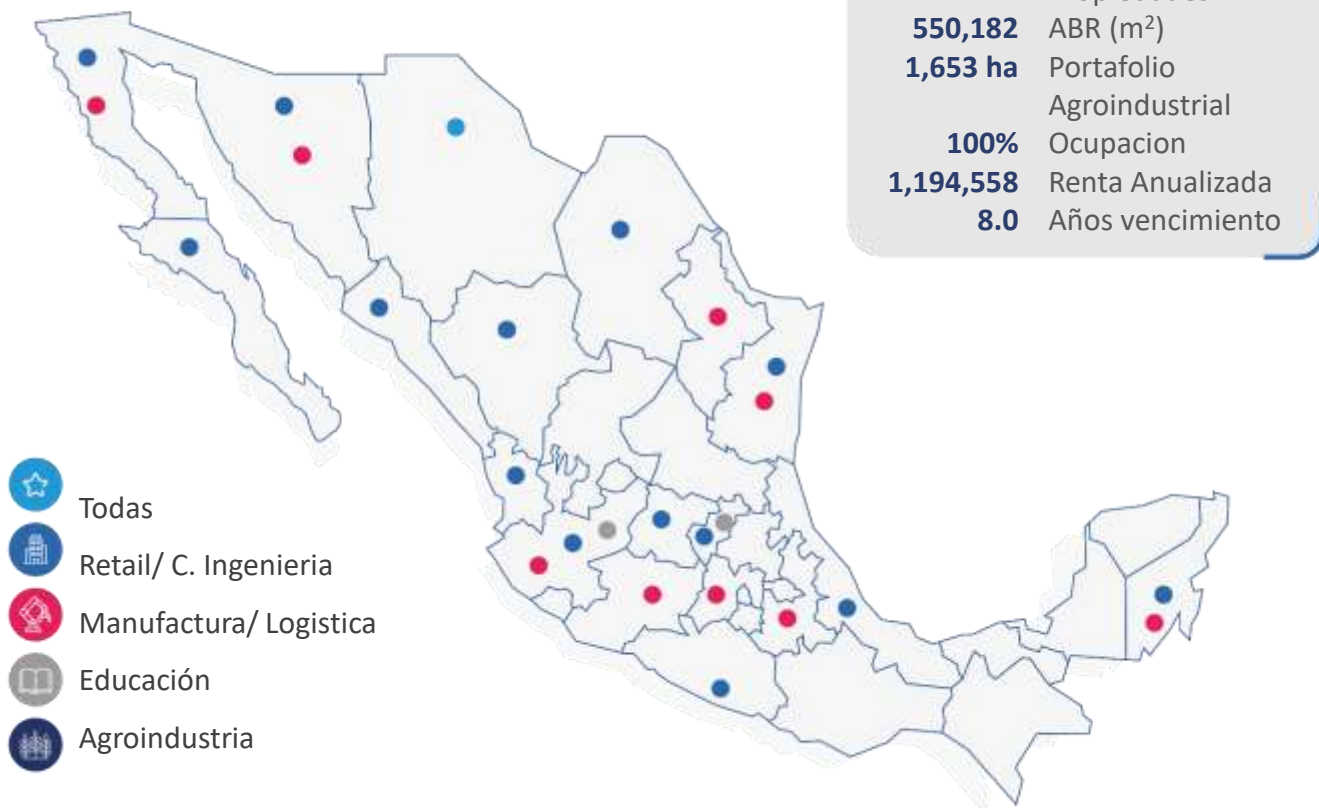 550,182 ABR (m²)
1,653 ha Portafolio
Agroindustrial
100% Ocupacion
1,194,558 Renta Anualizada
8.0 Años vencimiento
Todas
Retail/ C. Ingenieria
Manufactura/ Logistica
Educación
Agroindustria